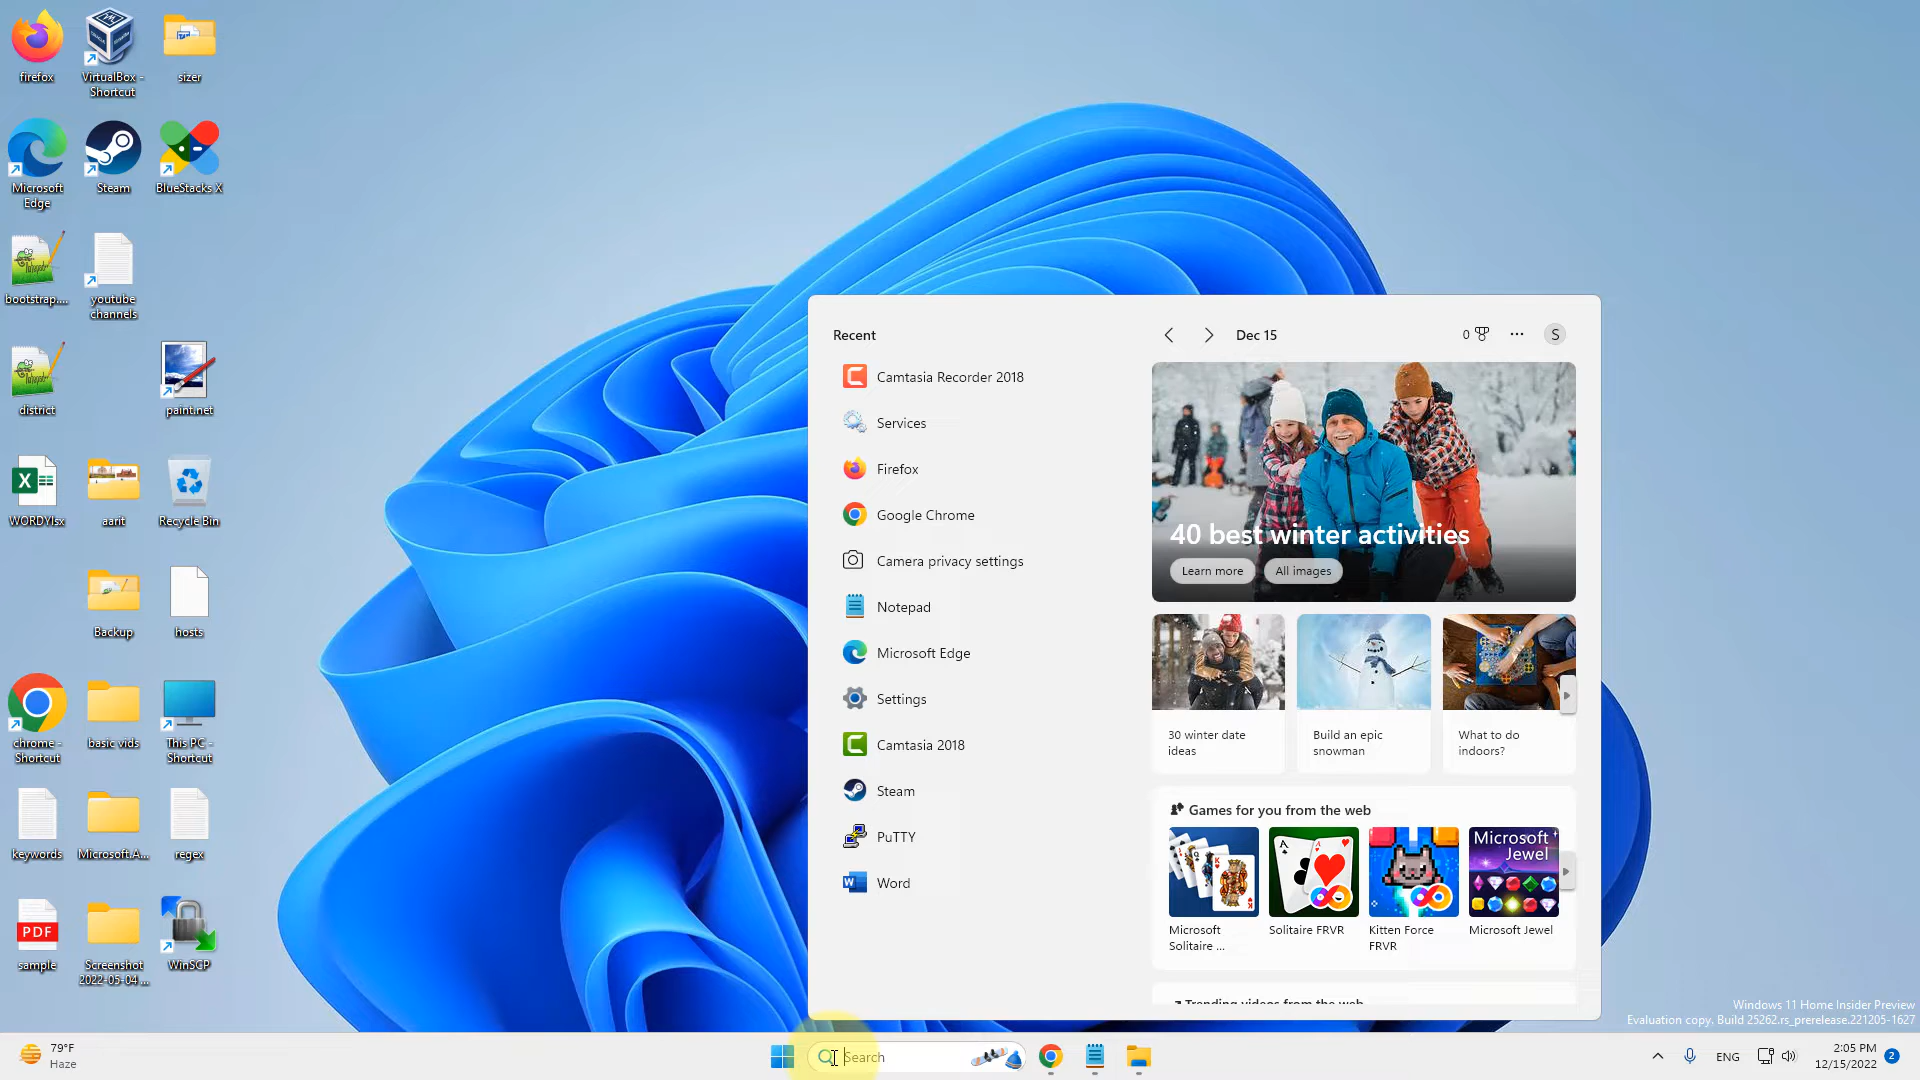 firefox
VirtualBox -
Shortcut
sizer
Microsoft
Edge
Steam
BlueStacks X
bootstrap....
youtube
channels
district
paint.net
WORDYlsx
aarit
Recycle Bin
Backup
hosts
chrome -
Shortcut
basic vids
This PC -
Shortcut
keywords
Microsoft.A...
regex
PDF
sample
Screenshot
2022-05-04 ...
WinSCP
Recent
Camtasia Recorder 2018
Services
Firefox
Google Chrome
Camera privacy settings
Notepad
Microsoft Edge
Settings
Camtasia 2018
Steam
PuTTY
Word
Dec 15
0
S
40 best winter activities
Learn more
All images
30 winter date
ideas
Build an epic
snowman
What to do
indoors?
Games for you from the web
Microsoft
Jewel
Microsoft
Solitaire ...
Solitaire FRVR
Kitten Force
FRVR
Microsoft Jewel
Trending videos from the web
Windows 11 Home Insider Preview
Evaluation copy. Build 25262.rs_prerelease.221205-1627
79°F
Haze
Search
ENG
2:05 PM
12/15/2022
2